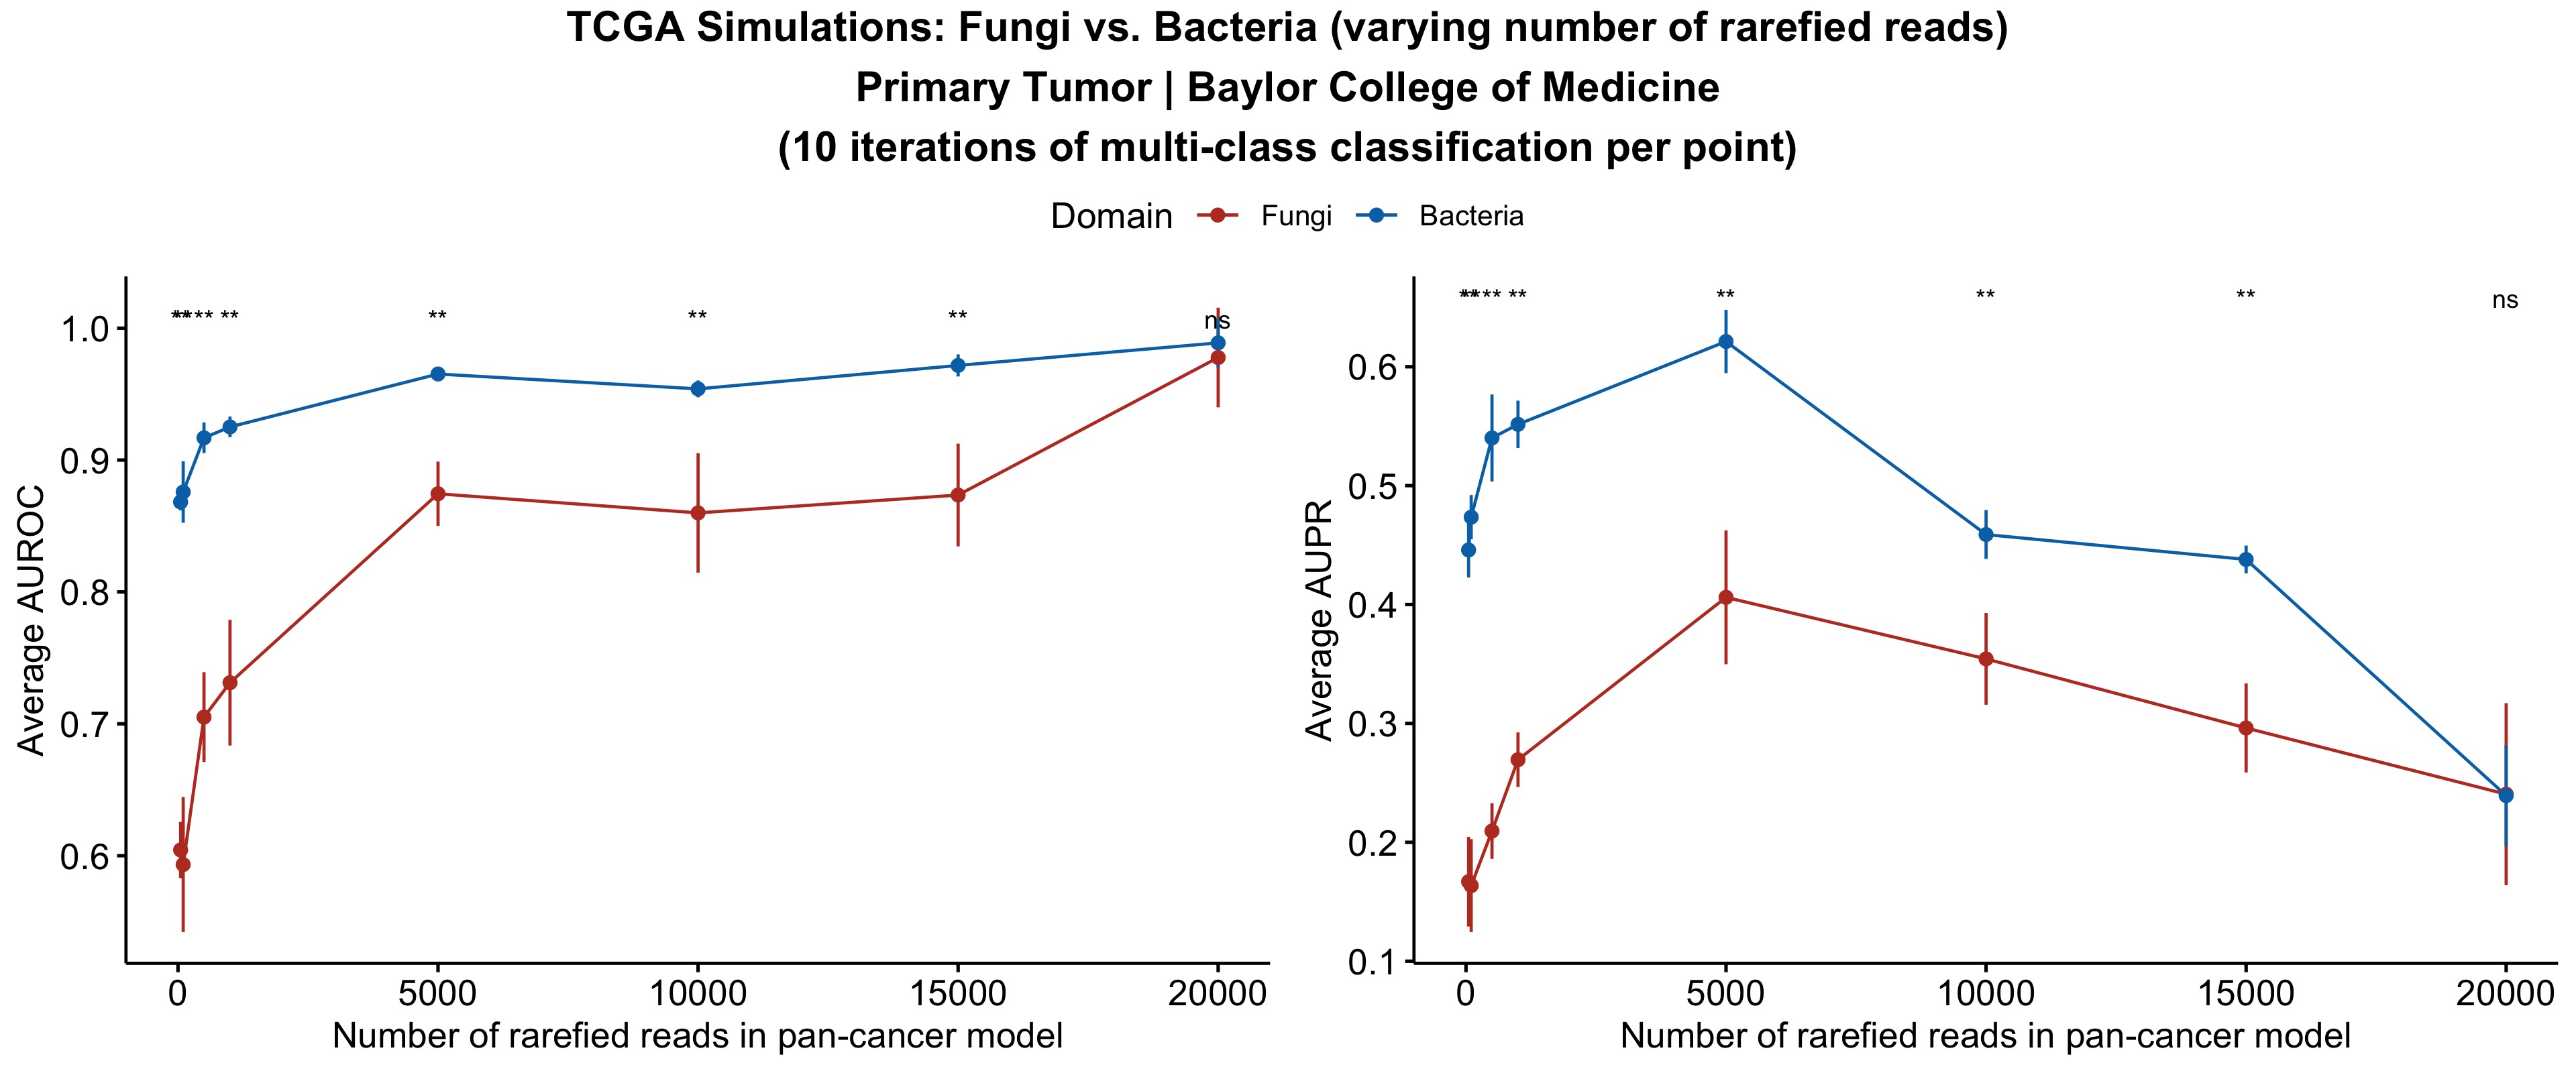 TCGA Simulations: Fungi vs. Bacteria (varying number of rarefied reads)
Primary Tumor | Baylor College of Medicine
(10 iterations of multi-class classification per point)
Domain Fungi Bacteria
** ** ** ** ns
1.0
0.9
0.8
0.7
0.6
Average AUROC
0 5000 10000 15000 20000
Number of rarefied reads in pan-cancer model
** ** ** ** ns
0.6
0.5
0.4
0.3
0.2
0.1
Average AUPR
0 5000 10000 15000 20000
Number of rarefied reads in pan-cancer model